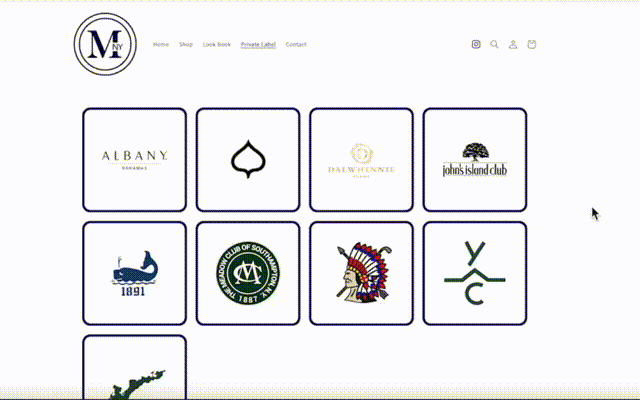 M NY
Home Shop Look Book Private Label Contact
ALBANY
BAHAMAS
DALWHINNIE
john's island club
1891
THE MEADOW CLUB OF SOUTHAMPTON, N.Y.
MC
1887
Y
C